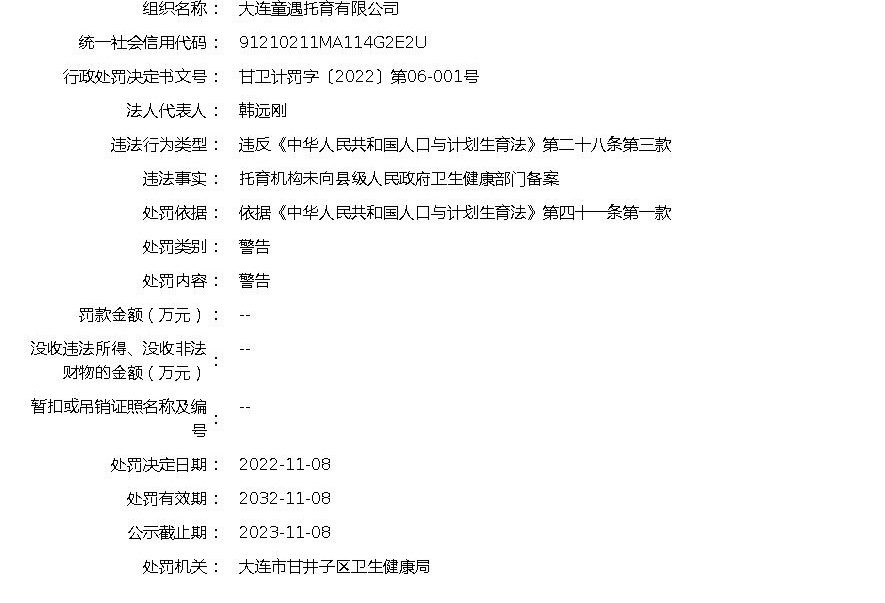 组织名称： 大连童遇托育有限公司
统一社会信用代码： 91210211MA114G2E2U
行政处罚决定书文号： 甘卫计罚字〔2022〕第06-001号
法人代表人： 韩远刚
违法行为类型： 违反《中华人民共和国人口与计划生育法》第二十八条第三款
违法事实： 托育机构未向县级人民政府卫生健康部门备案
处罚依据： 依据《中华人民共和国人口与计划生育法》第四十一条第一款
处罚类别： 警告
处罚内容： 警告
罚款金额（万元）： --
没收违法所得、没收非法
财物的金额（万元）： --
暂扣或吊销证照名称及编
号： --
处罚决定日期： 2022-11-08
处罚有效期： 2032-11-08
公示截止期： 2023-11-08
处罚机关： 大连市甘井子区卫生健康局